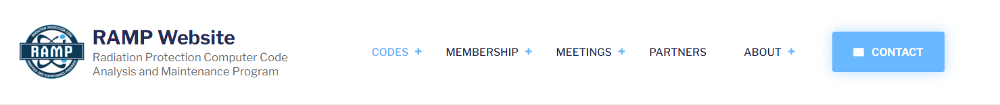 RADIATION PROTECTION CODE
RAMP
ANALYSIS AND MAINTENANCE PROGRAM
RAMP Website
Radiation Protection Computer Code
Analysis and Maintenance Program
CODES + MEMBERSHIP + MEETINGS + PARTNERS ABOUT + CONTACT